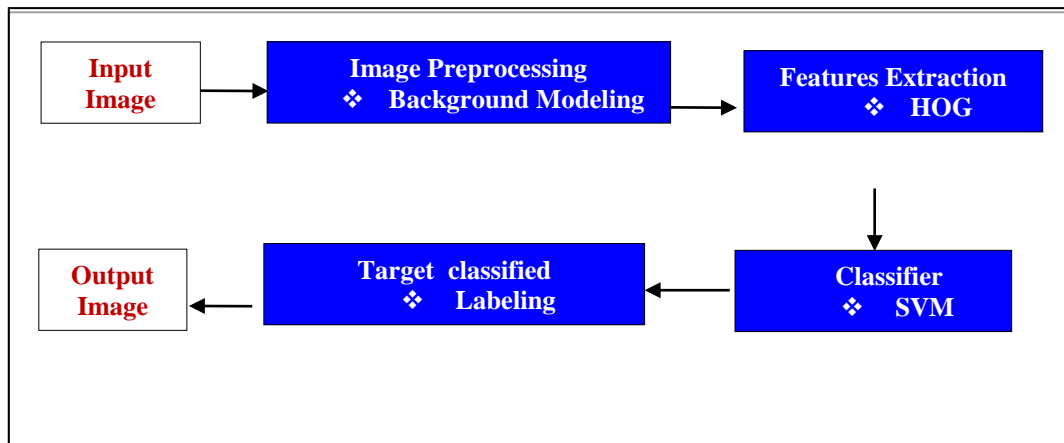 Input
Image
Image Preprocessing
❖ Background Modeling
Features Extraction
❖ HOG
Classifier
❖ SVM
Target classified
❖ Labeling
Output
Image